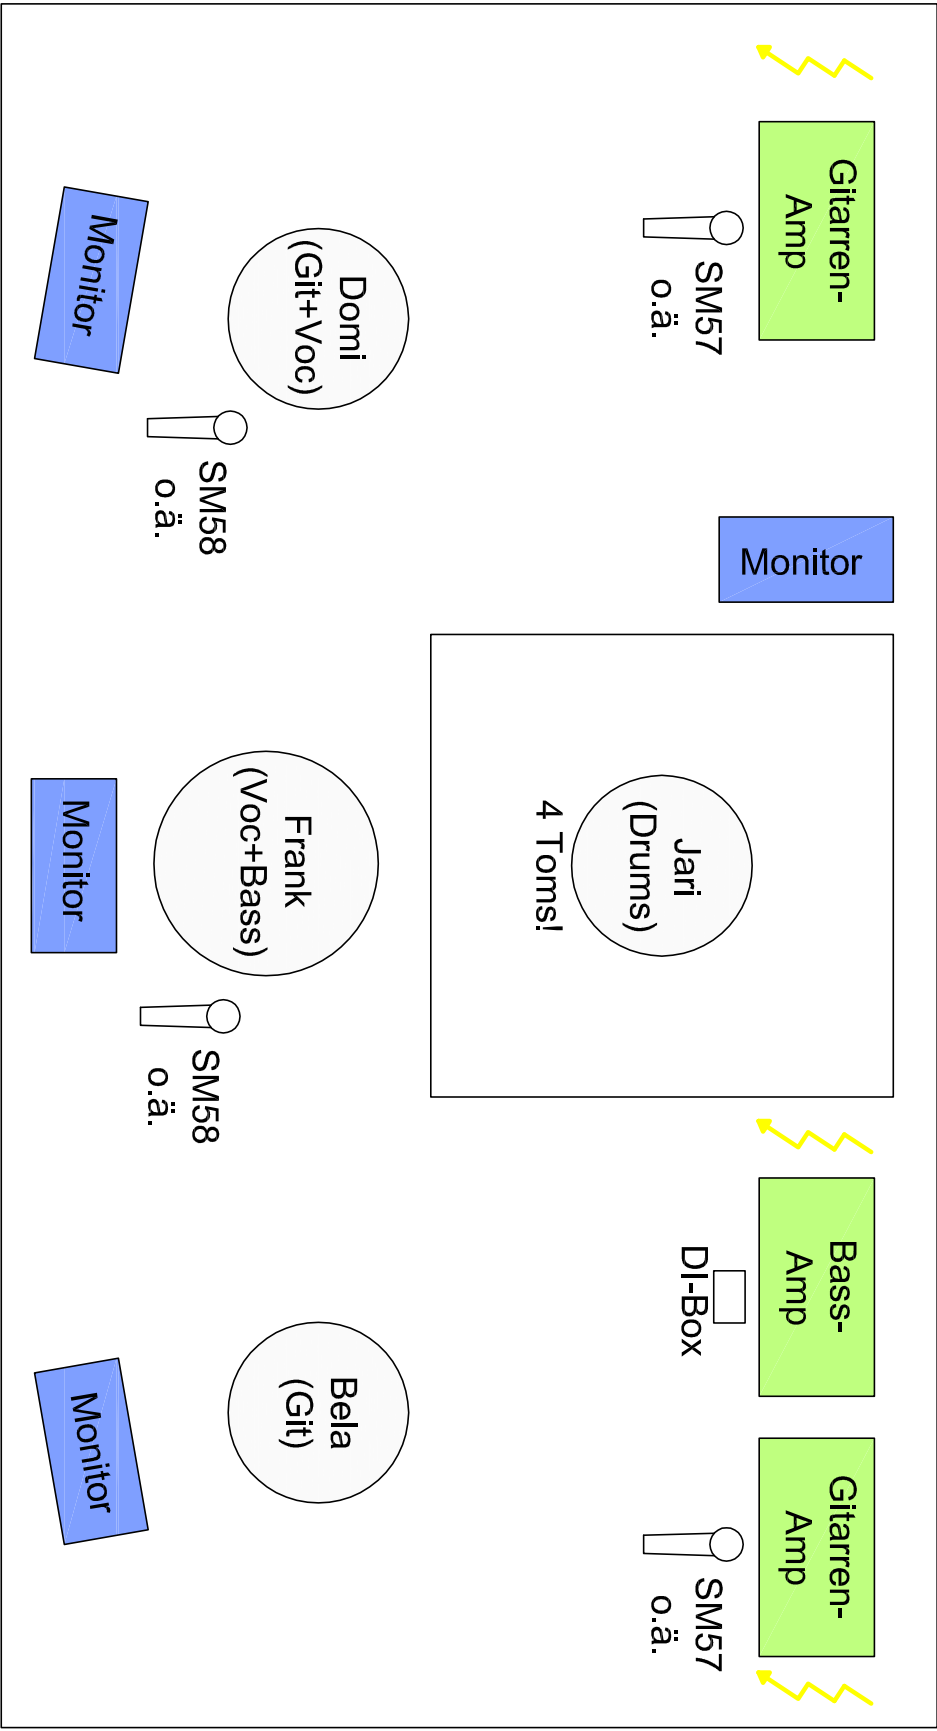 Gitarren-
Amp
SM57
o.ä.
Monitor
Jari
(Drums)
4 Toms!
Bass-
Amp
DI-Box
Gitarren-
Amp
SM57
o.ä.
Domi
(Git+Voc)
SM58
o.ä.
Monitor
Frank
(Voc+Bass)
SM58
o.ä.
Monitor
Bela
(Git)
Monitor